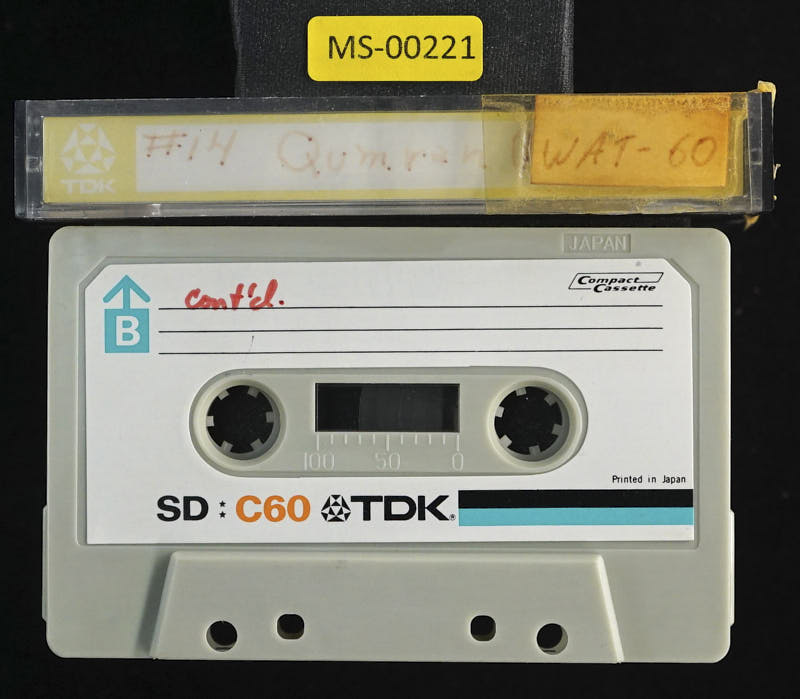 MS-00221
TDK
#14 Qumran WAT-60
JAPAN
Compact
Cassette
B
cont'd.
100 50 0
Printed in Japan
SD : C60 TDK®